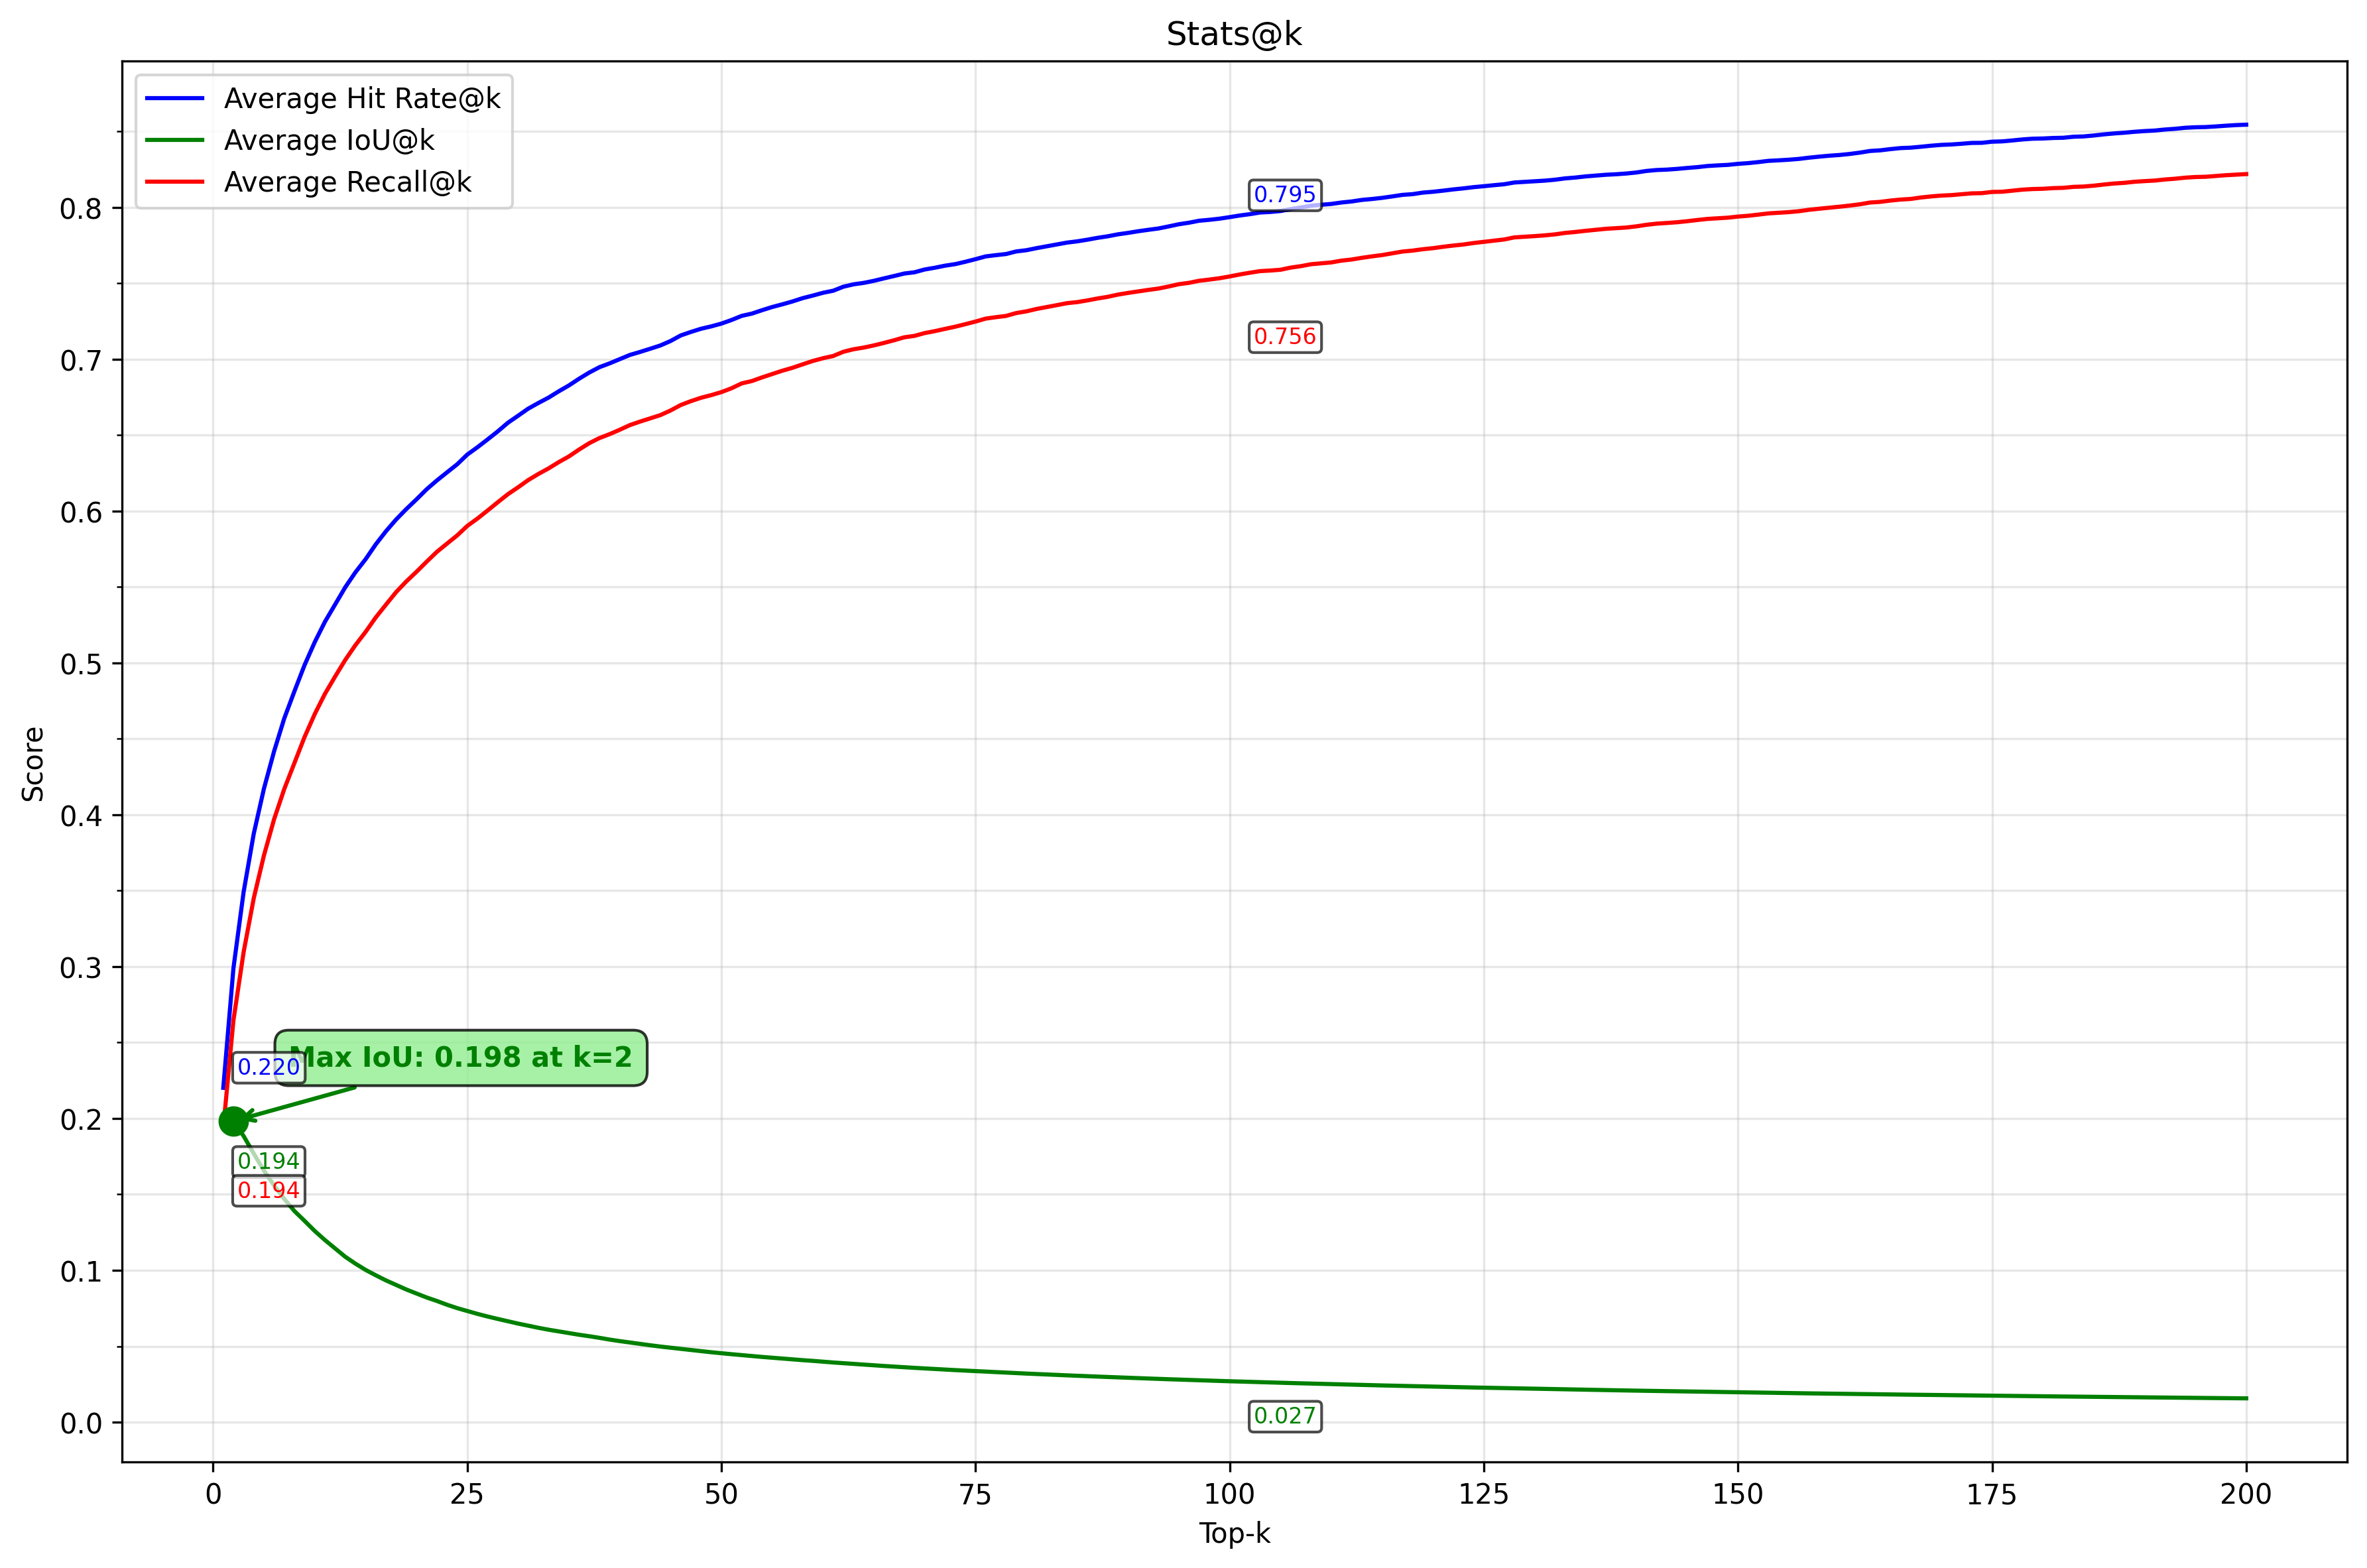 Stats@k
Average Hit Rate@k
Average IoU@k
Average Recall@k
0.8
0.7
0.6
0.5
0.4
0.3
0.2
0.1
0.0
Score
0.795
0.756
Max IoU: 0.198 at k=2
0.220
0.194
0.194
0.027
0 25 50 75 100 125 150 175 200
Top-k